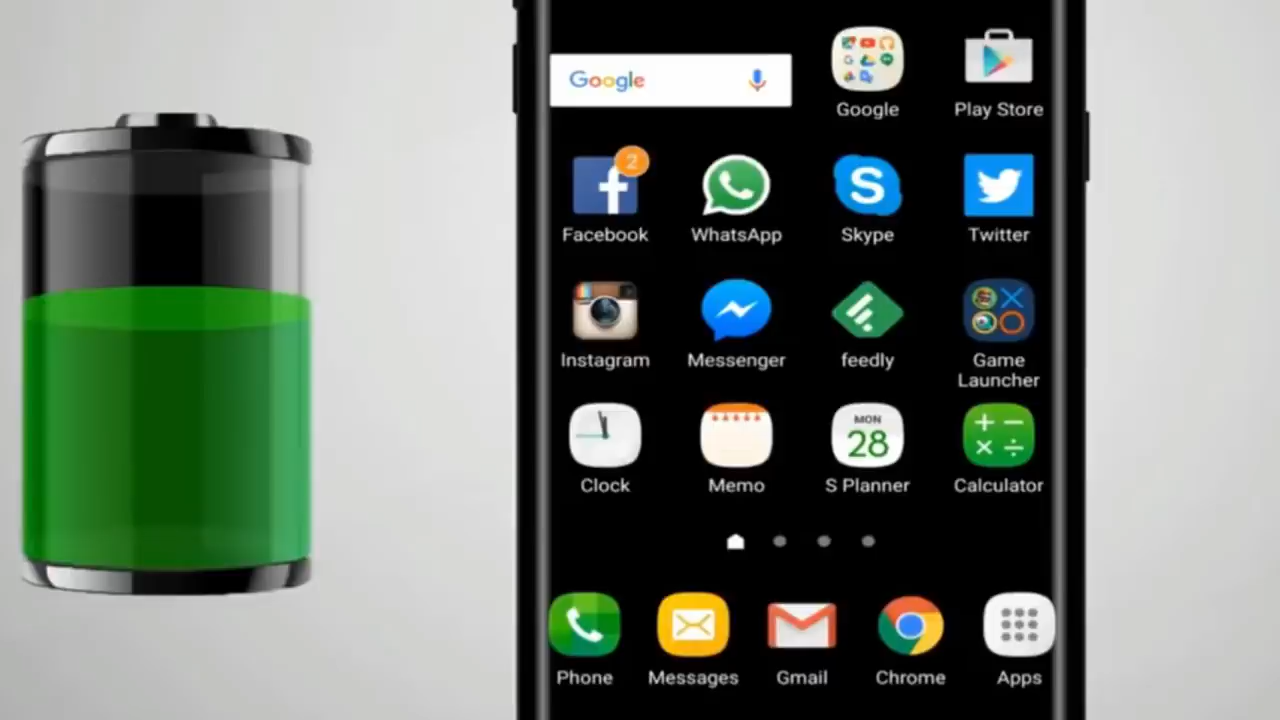 Google
Google
Play Store
2
Facebook
WhatsApp
S
Skype
Twitter
Instagram
Messenger
feedly
Game
Launcher
Clock
Memo
MON
28
S Planner
Calculator
Phone
Messages
Gmail
Chrome
Apps